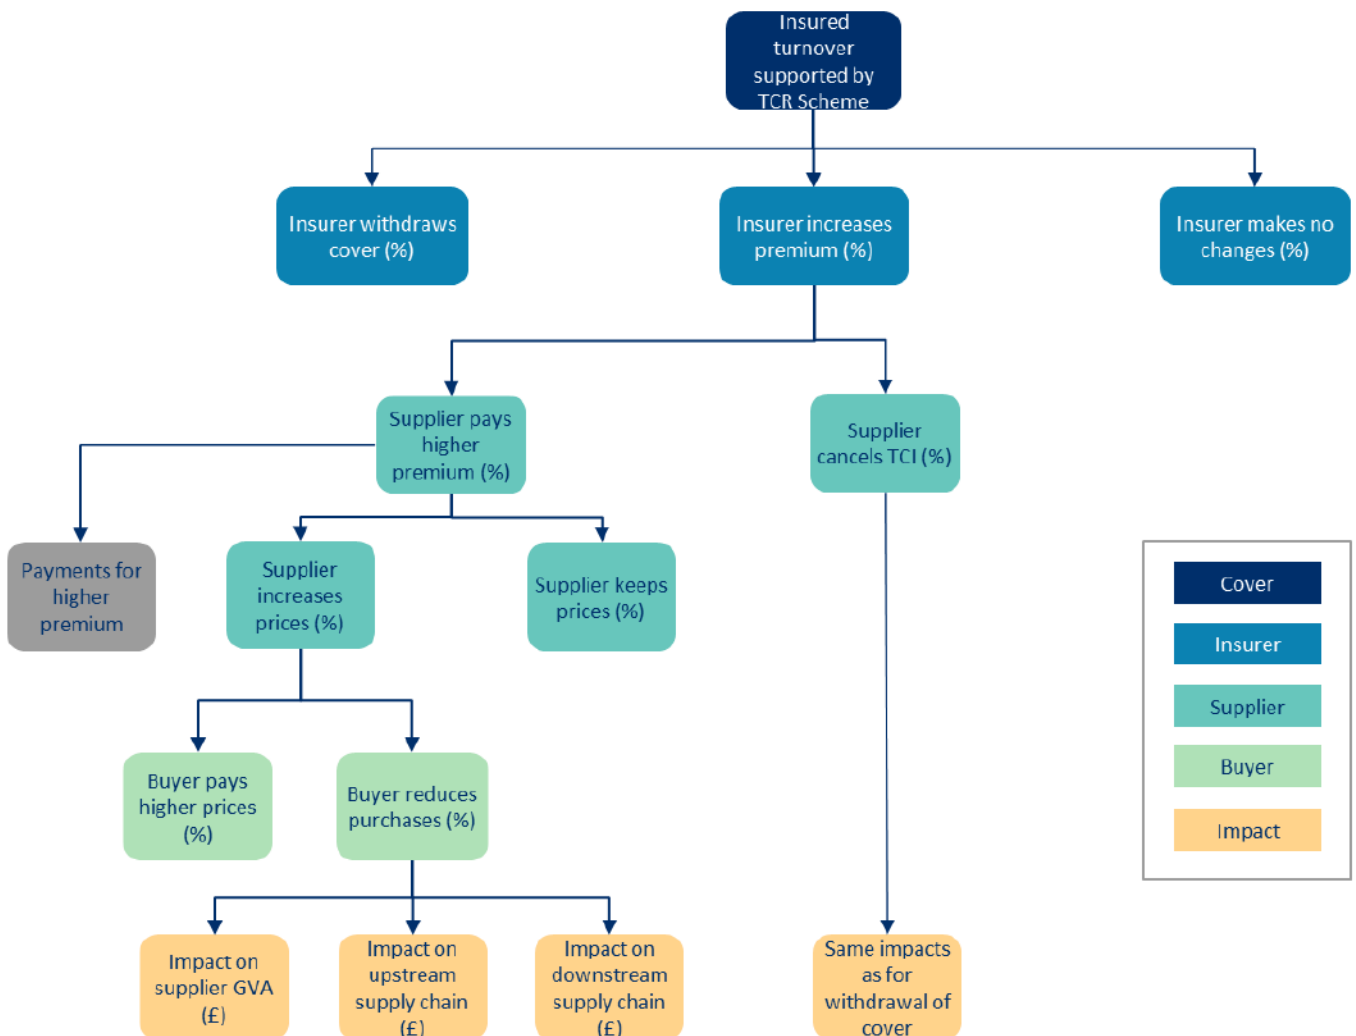 Insured
turnover
supported by
TCR Scheme
Insurer withdraws
cover (%)
Insurer increases
premium (%)
Insurer makes no
changes (%)
Supplier pays
higher
premium (%)
Supplier
cancels TCI (%)
Payments for
higher
premium
Supplier
increases
prices (%)
Supplier keeps
prices (%)
Buyer pays
higher prices
(%)
Buyer reduces
purchases (%)
Impact on
supplier GVA
(£)
Impact on
upstream
supply chain
(£)
Impact on
downstream
supply chain
(£)
Same impacts
as for
withdrawal of
cover
Cover
Insurer
Supplier
Buyer
Impact